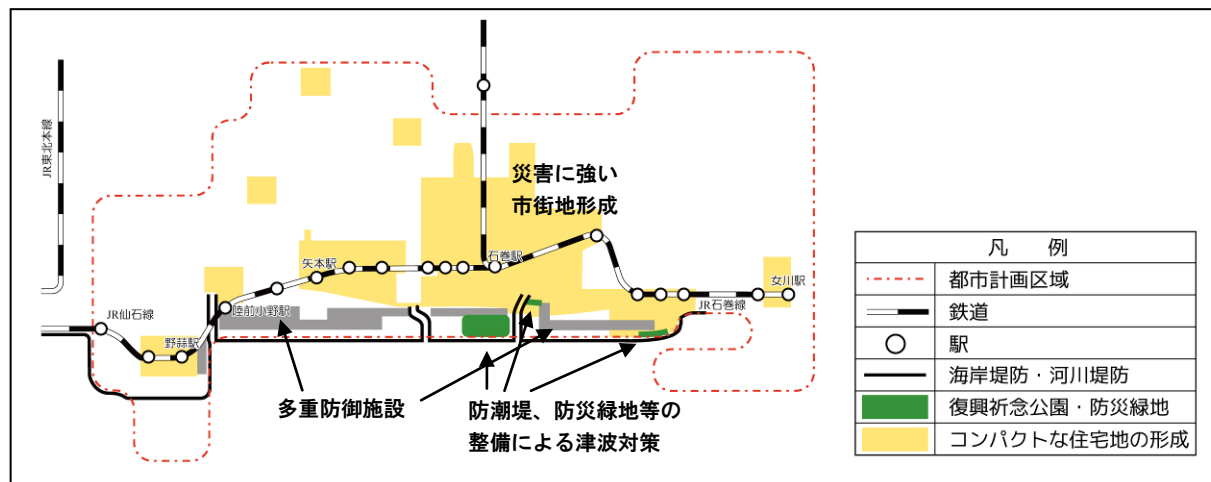 JR東北本線
災害に強い
市街地形成
石巻駅
矢本駅
女川駅
陸前小野駅
JR石巻線
JR仙石線
野蒜駅
多重防御施設
防潮堤、防災緑地等の
整備による津波対策
凡 例
都市計画区域
鉄道
駅
海岸堤防・河川堤防
復興祈念公園・防災緑地
コンパクトな住宅地の形成